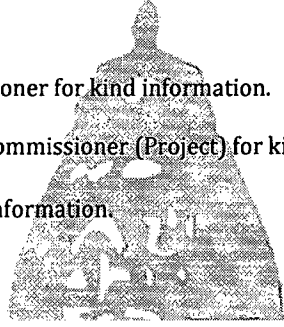 oner for kind information.
ommissioner (Project) for ki
nformation.